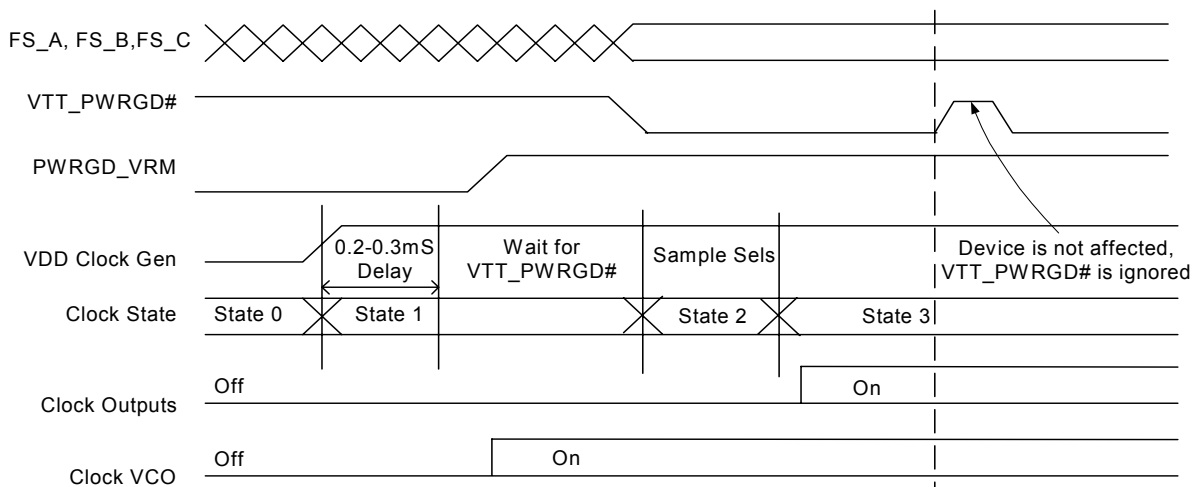 FS_A, FS_B,FS_C
VTT_PWRGD#
PWRGD_VRM
VDD Clock Gen
0.2-0.3mS
Delay
Wait for
VTT_PWRGD#
Sample Sels
Device is not affected,
VTT_PWRGD# is ignored
Clock State
State 0
State 1
State 2
State 3
Clock Outputs
Off
On
Clock VCO
Off
On